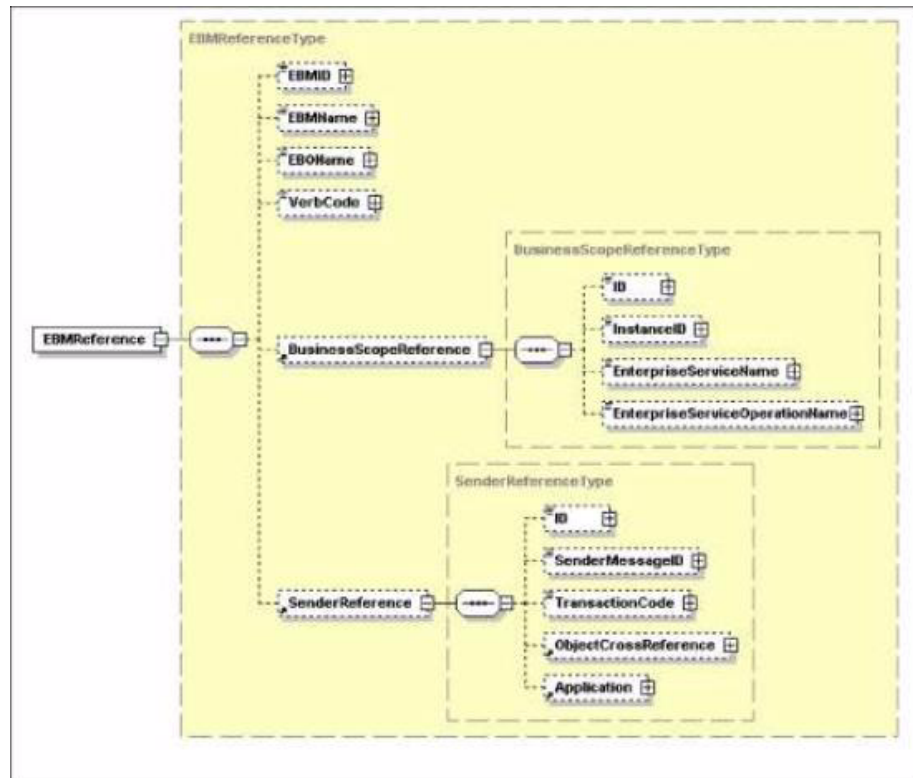 EBMReferenceType
EBMID
EBMName
EBOName
VerbCode
BusinessScopeReferenceType
ID
InstanceID
EnterpriseServiceName
EnterpriseServiceOperationName
EBMReference
BusinessScopeReference
SenderReferenceType
ID
SenderMessageID
TransactionCode
ObjectCrossReference
Application
SenderReference